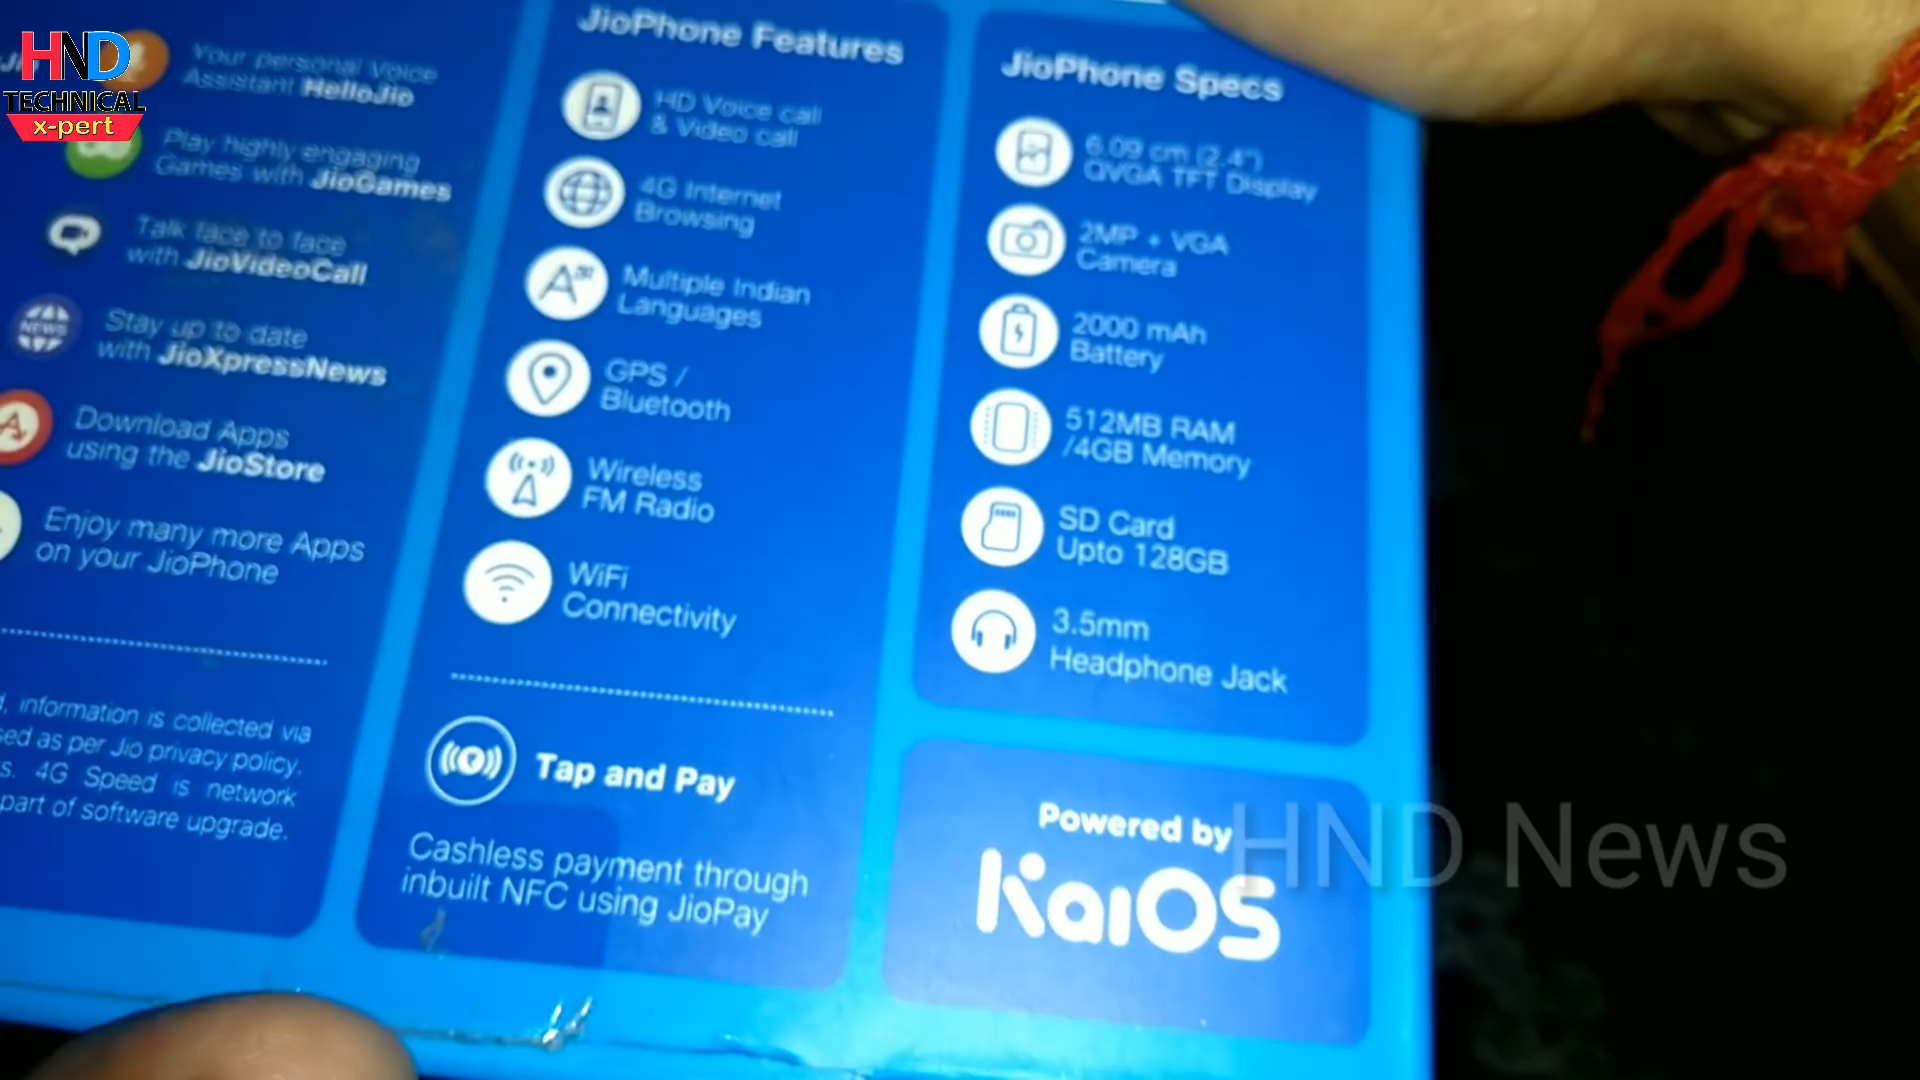 HND
TECHNICAL
x-pert
Your personal Voice
Assistant HelloJio
Play highly engaging
Games with JioGames
Talk face to face
with JioVideoCall
NEWS
Stay up to date
with JioXpressNews
Download Apps
using the JioStore
Enjoy many more Apps
on your JioPhone
information is collected via
as per Jio privacy policy.
4G Speed is network
part of software upgrade.
JioPhone Features
HD Voice call
& Video call
4G Internet
Browsing
Multiple Indian
Languages
GPS /
Bluetooth
Wireless
FM Radio
WiFi
Connectivity
Tap and Pay
Cashless payment through
inbuilt NFC using JioPay
JioPhone Specs
6.09 cm (2.4")
QVGA TFT Display
2MP + VGA
Camera
2000 mAh
Battery
512MB RAM
/4GB Memory
SD Card
Upto 128GB
3.5mm
Headphone Jack
Powered by
KaiOS
HND News